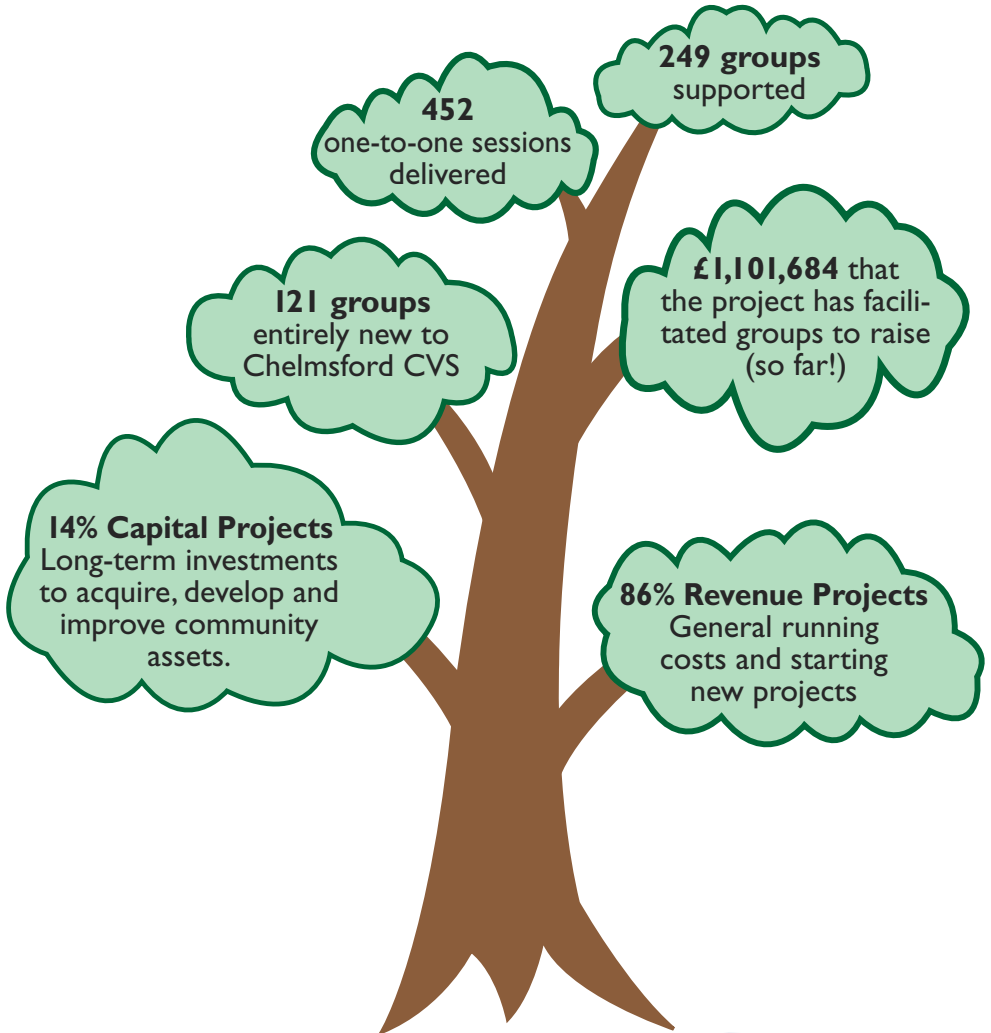 249 groups
supported
452
one-to-one sessions
delivered
£1,101,684 that
the project has facili-
tated groups to raise
(so far!)
121 groups
entirely new to
Chelmsford CVS
14% Capital Projects
Long-term investments
to acquire, develop and
improve community
assets.
86% Revenue Projects
General running
costs and starting
new projects